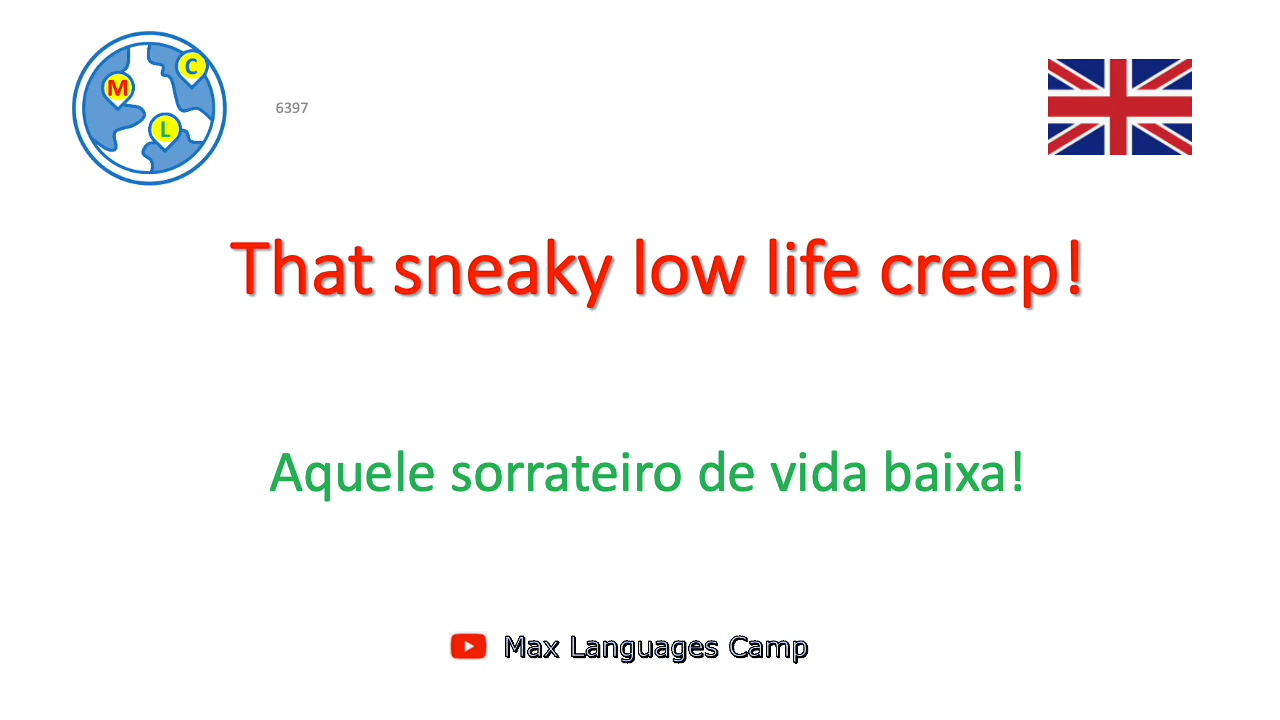 M
C
L
6397
That sneaky low life creep!
Aquele sorrateiro de vida baixa!
Max Languages Camp